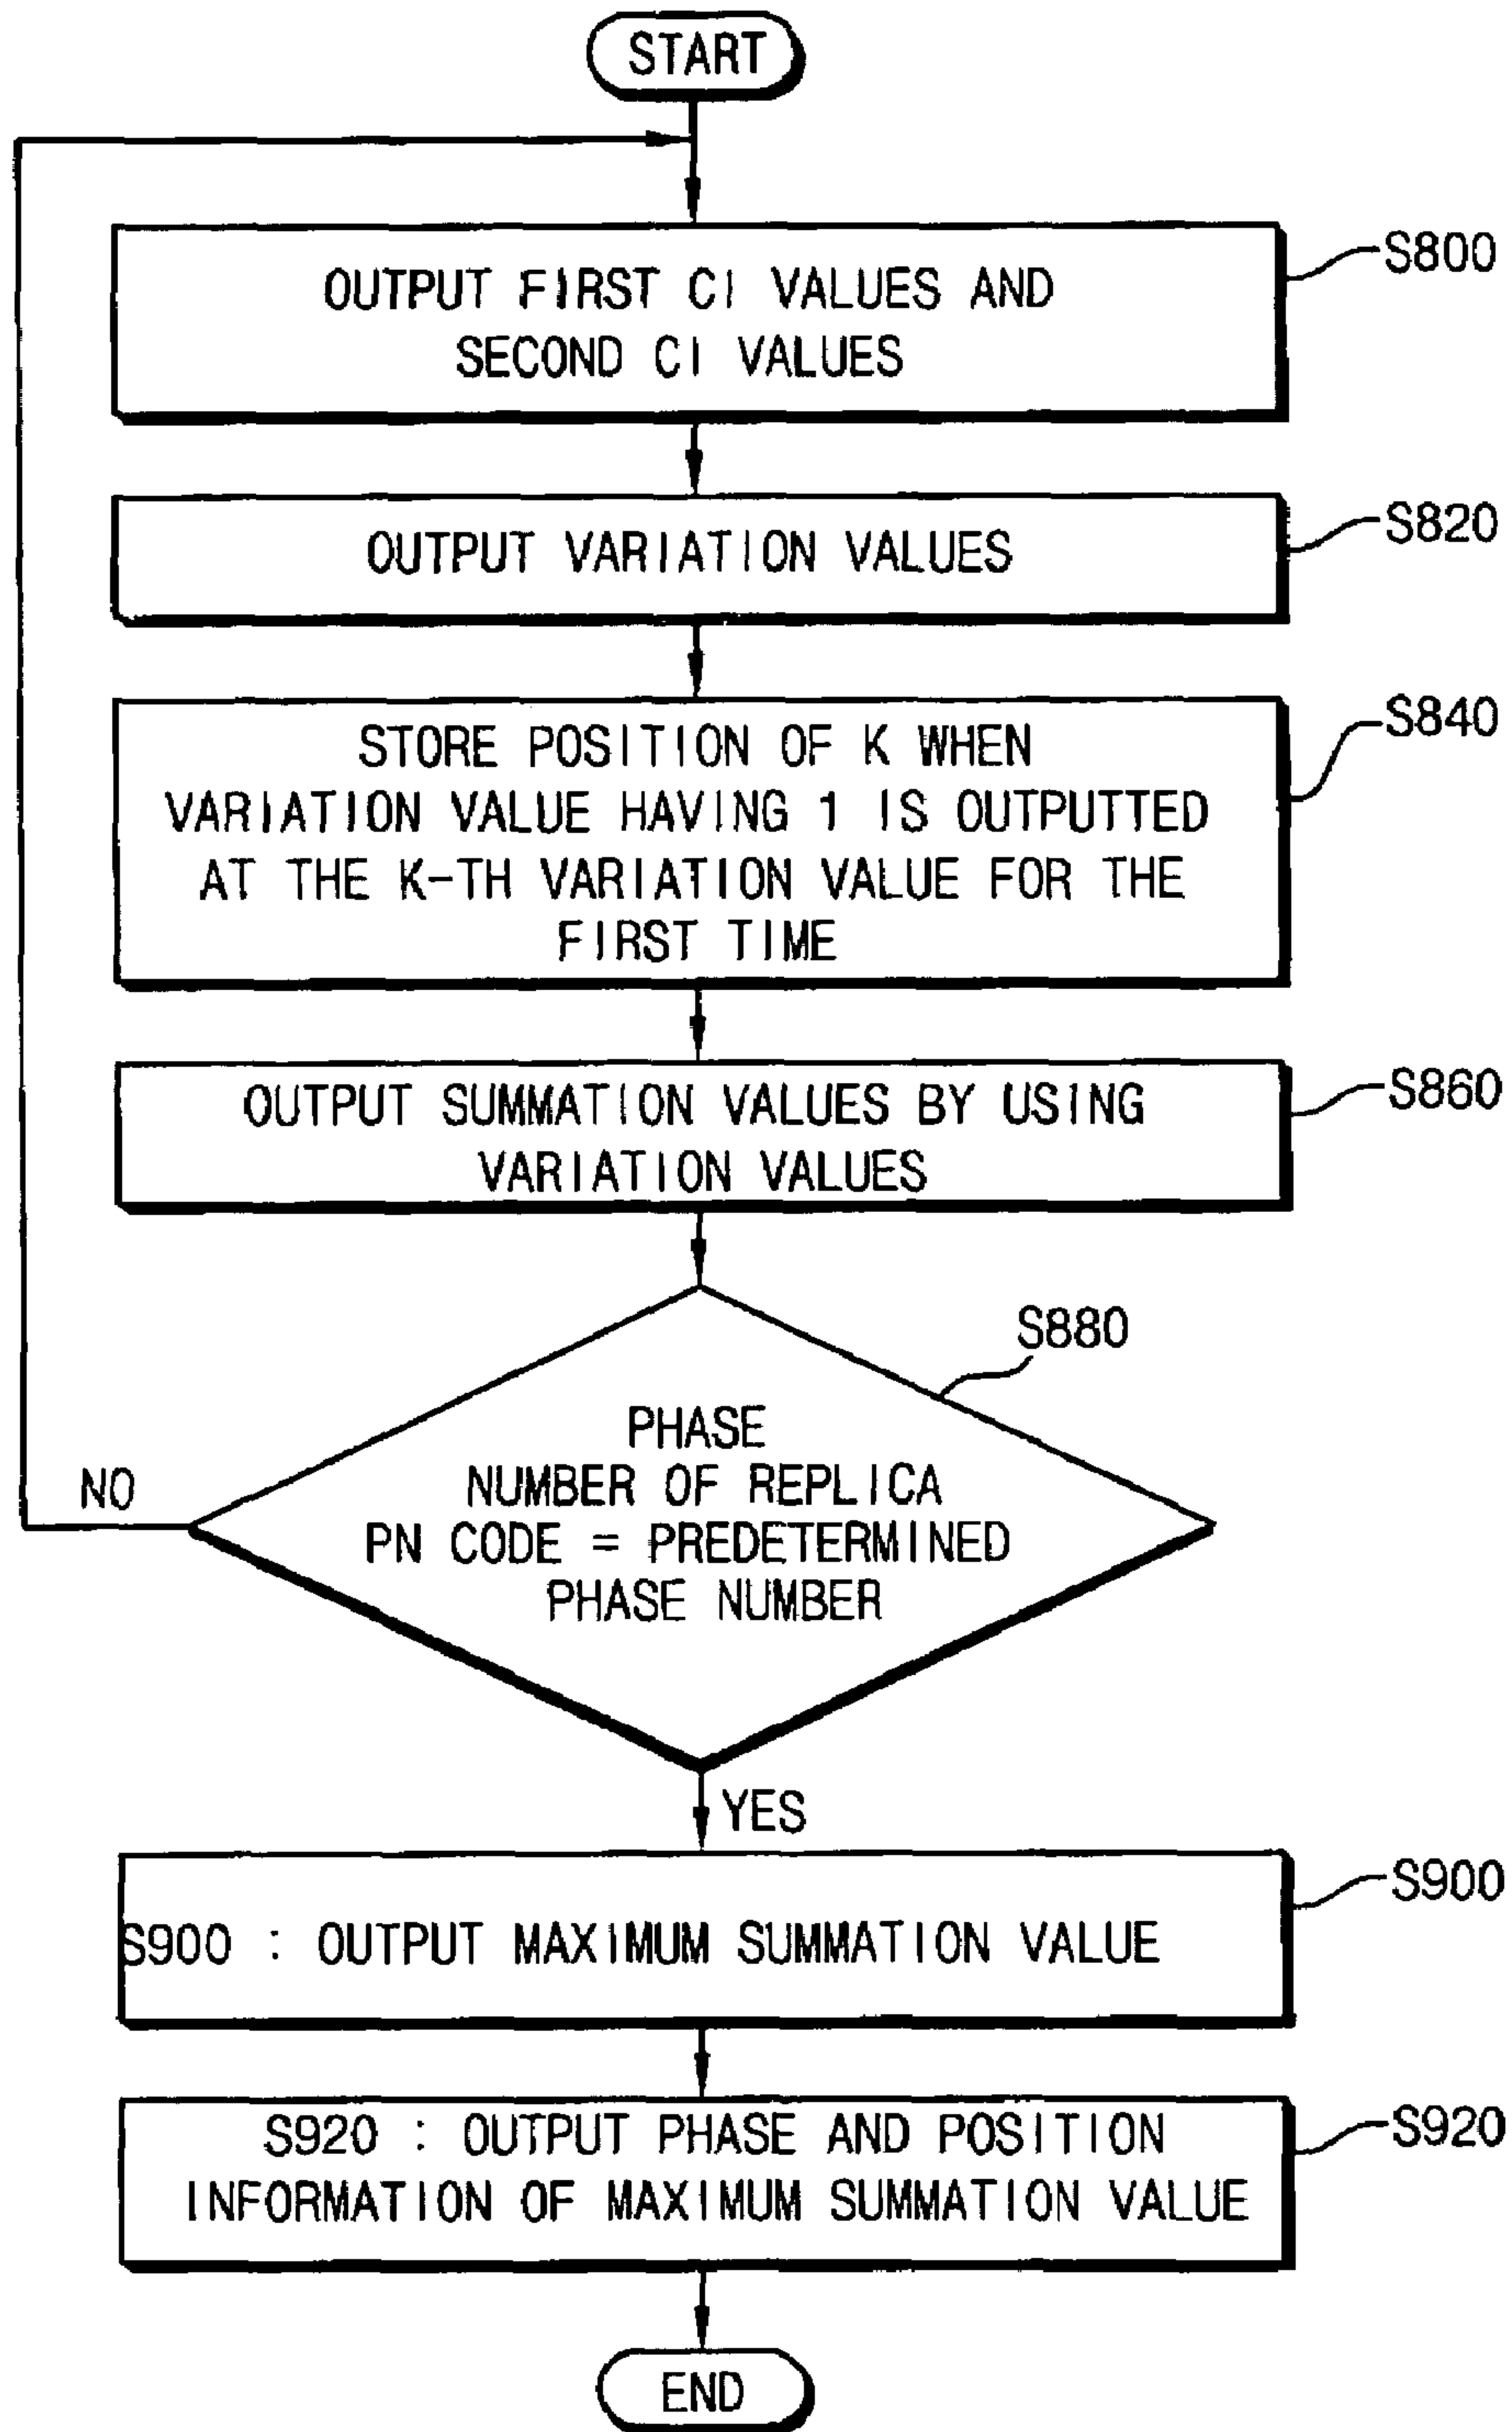 START
OUTPUT FIRST CI VALUES AND
SECOND CI VALUES
S800
OUTPUT VARIATION VALUES
S820
STORE POSITION OF K WHEN
VARIATION VALUE HAVING 1 IS OUTPUTTED
AT THE K-TH VARIATION VALUE FOR THE
FIRST TIME
S840
OUTPUT SUMMATION VALUES BY USING
VARIATION VALUES
S860
S880
PHASE
NUMBER OF REPLICA
PN CODE = PREDETERMINED
PHASE NUMBER
NO
YES
S900 : OUTPUT MAXIMUM SUMMATION VALUE
S900
S920 : OUTPUT PHASE AND POSITION
INFORMATION OF MAXIMUM SUMMATION VALUE
S920
END